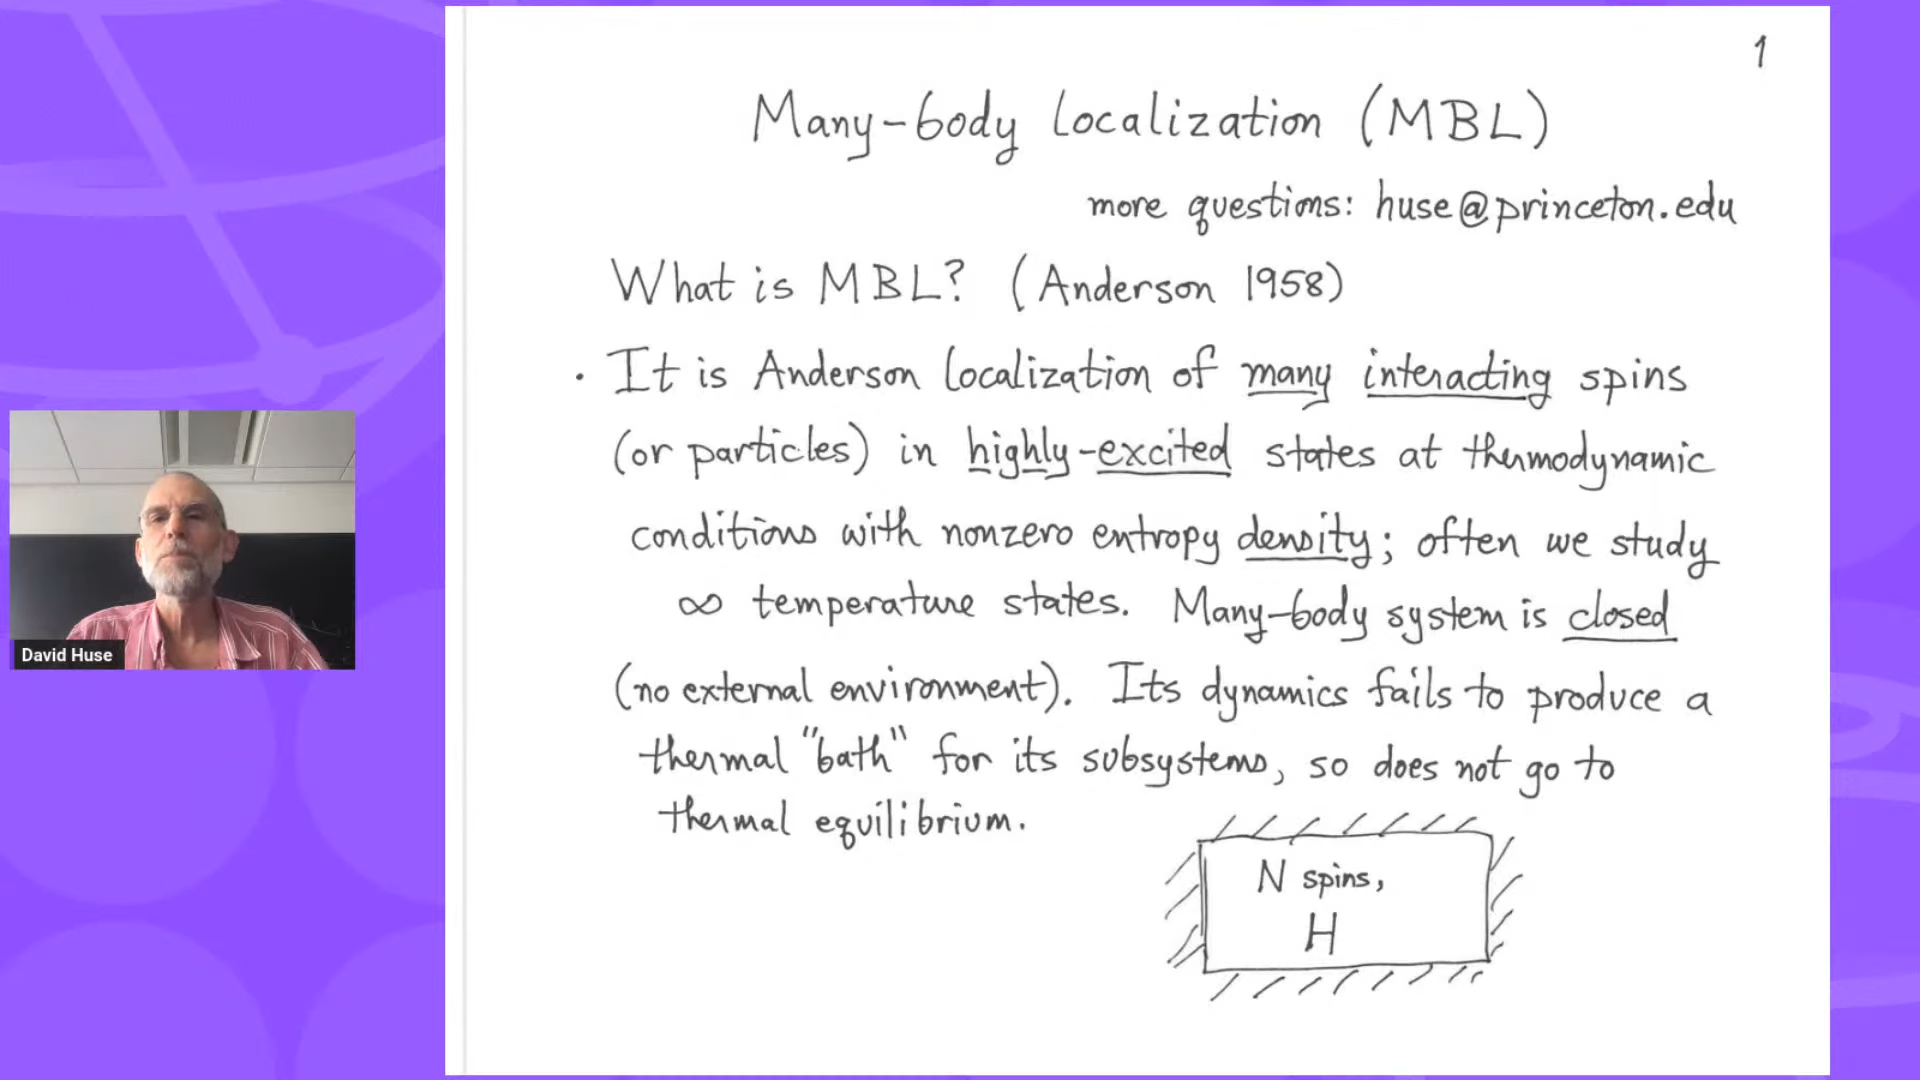 1
Many-body localization (MBL)
more questions: huse@princeton.edu
What is MBL? (Anderson 1958)
· It is Anderson localization of many interacting spins
(or particles) in highly-excited states at thermodynamic
conditions with nonzero entropy density; often we study
∞ temperature states. Many-body system is closed
(no external environment). Its dynamics fails to produce a
thermal "bath" for its subsystems, so does not go to
thermal equilibrium.
N spins,
H
David Huse